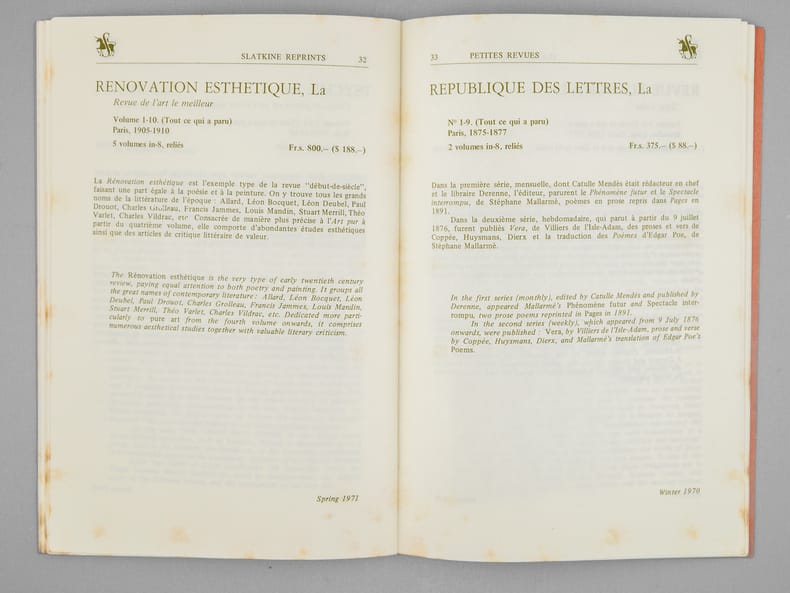 SLATKINE REPRINTS 32
RENOVATION ESTHETIQUE, La
Revue de l'art le meilleur
Volume 1-10. (Tout ce qui a paru)
Paris, 1905-1910
5 volumes in-8, reliés Fr.s. 800.— ($ 188.—)
La Rénovation esthétique est l'exemple type de la revue "début-de-siècle",
faisant une part égale à la poésie et à la peinture. On y trouve tous les grands
noms de la littérature de l'époque : Allard, Léon Bocquet, Léon Deubel, Paul
Drouot, Charles Grolleau, Francis Jammes, Louis Mandin, Stuart Merrill, Théo
Varlet, Charles Vildrac, etc. Consacrée de manière plus précise à l'Art pur à
partir du quatrième volume, elle comporte d'abondantes études esthétiques
ainsi que des articles de critique littéraire de valeur.
The Rénovation esthétique is the very type of early twentieth century
review, paying equal attention to both poetry and painting. It groups all
the great names of contemporary literature : Allard, Léon Bocquet, Léon
Deubel, Paul Drouot, Charles Grolleau, Francis Jammes, Louis Mandin,
Stuart Merrill, Théo Varlet, Charles Vildrac, etc. Dedicated more parti-
cularly to pure art from the fourth volume onwards, it comprises
numerous aesthetical studies together with valuable literary criticism.
Spring 1971
33 PETITES REVUES
REPUBLIQUE DES LETTRES, La
N° 1-9. (Tout ce qui a paru)
Paris, 1875-1877
2 volumes in-8, reliés Fr.s. 375.— ($ 88.—)
Dans la première série, mensuelle, dont Catulle Mendès était rédacteur en chef
et le libraire Derenne, l'éditeur, parurent le Phénomène futur et le Spectacle
interrompu, de Stéphane Mallarmé, poèmes en prose repris dans Pages en
1891.
Dans la deuxième série, hebdomadaire, qui parut à partir du 9 juillet
1876, furent publiés Vera, de Villiers de l'Isle-Adam, des proses et vers de
Coppée, Huysmans, Dierx et la traduction des Poèmes d'Edgar Poe, de
Stéphane Mallarmé.
In the first series (monthly), edited by Catulle Mendès and published by
Derenne, appeared Mallarmé's Phénomène futur and Spectacle inter-
rompu, two prose poems reprinted in Pages in 1891.
In the second series (weekly), which appeared from 9 July 1876
onwards, were published : Vera, by Villiers de l'Isle-Adam, prose and verse
by Coppée, Huysmans, Dierx, and Mallarmé's translation of Edgar Poe's
Poems.
Winter 1970